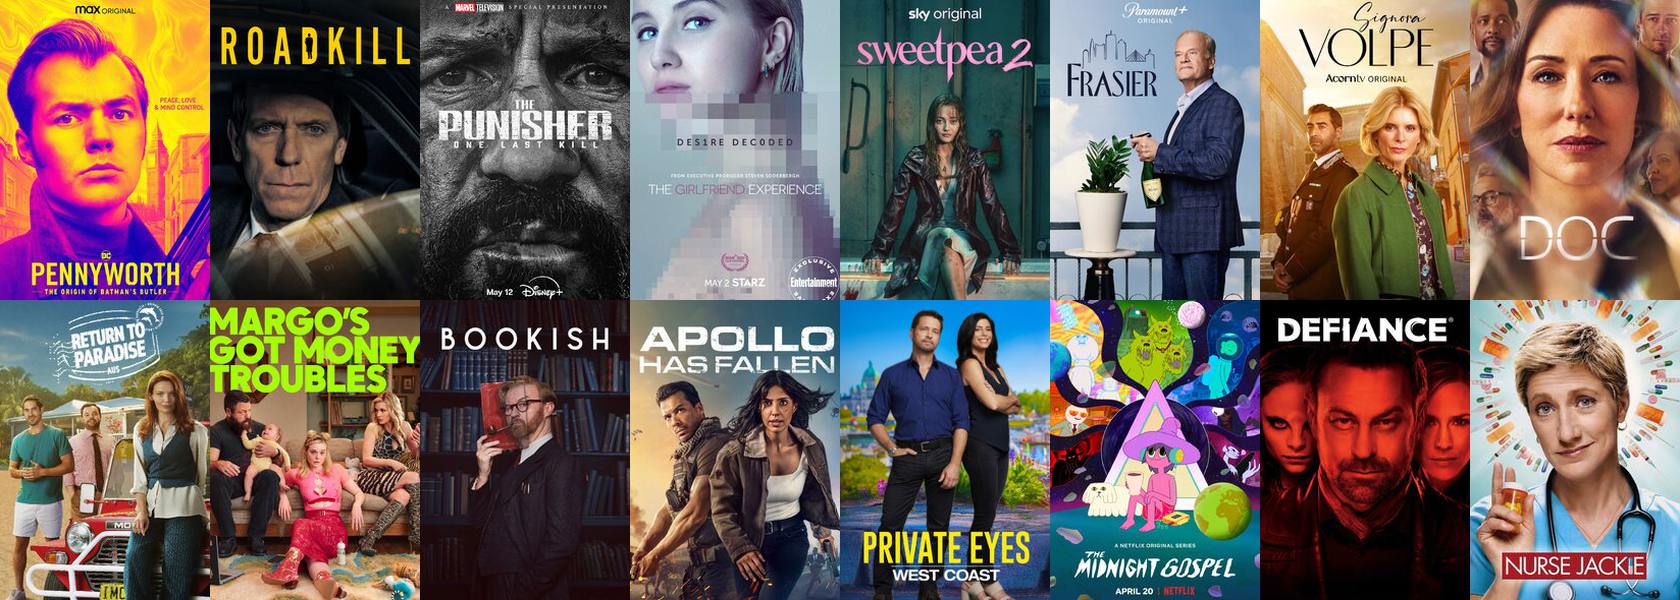 max ORIGINAL
PEACE, LOVE
& MIND CONTROL
DC
PENNYWORTH
THE ORIGIN OF BATMAN'S BUTLER
ROADKILL
A MARVEL TELEVISION SPECIAL PRESENTATION
THE
PUNISHER
ONE LAST KILL
May 12 Disney+
DES1RE DEC0DED
FROM EXECUTIVE PRODUCER STEVEN SODERBERGH
THE GIRLFRIEND EXPERIENCE
MAY 2 STARZ
EXCLUSIVE
Entertainment
sky original
sweetpea 2
Paramount+
ORIGINAL
FRASIER
Signora
VOLPE
Acorntv ORIGINAL
DOC
RETURN TO
PARADISE
AUS
MARGO'S
GOT MONEY
TROUBLES
BOOKISH
APOLLO
HAS FALLEN
PRIVATE EYES
WEST COAST
A NETFLIX ORIGINAL SERIES
THE
MIDNIGHT GOSPEL
APRIL 20 | NETFLIX
DEFIANCE
NURSE JACKIE